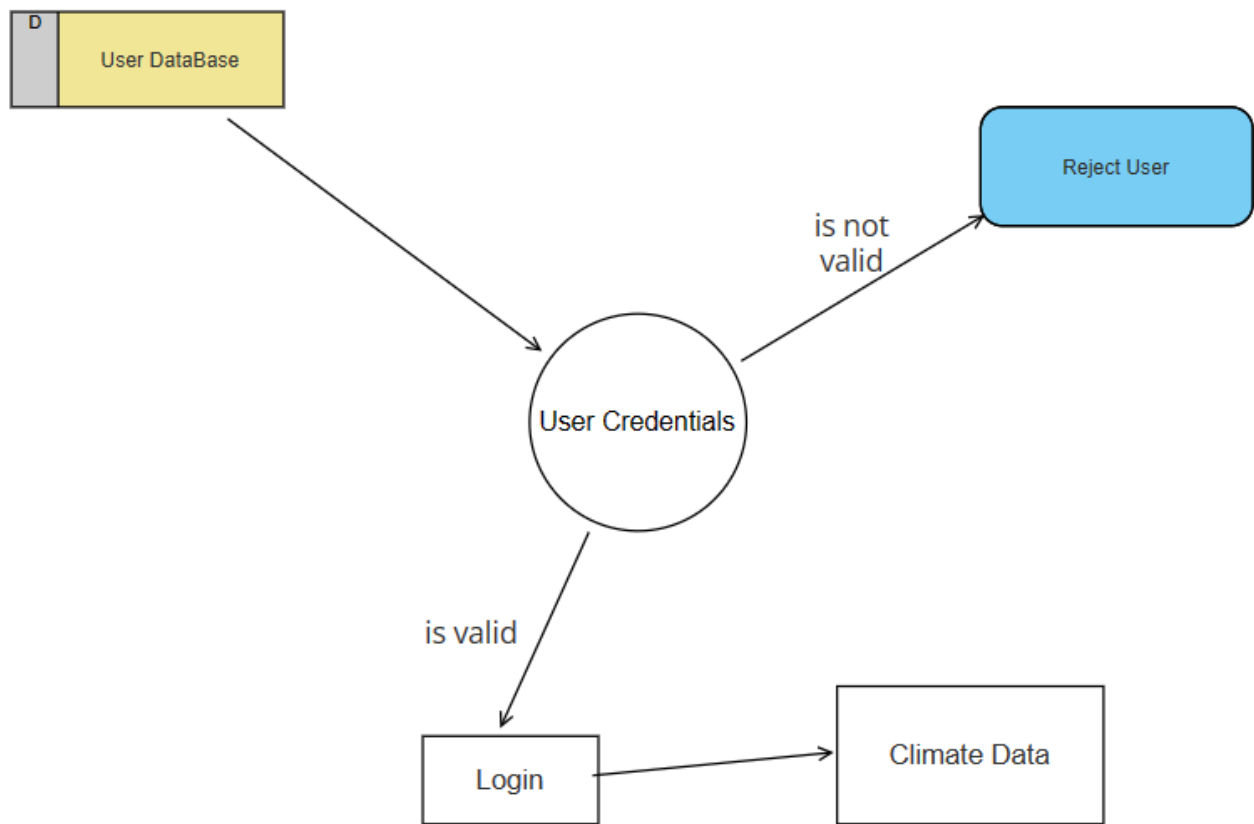 D
User DataBase
Reject User
is not
valid
User Credentials
is valid
Login
Climate Data